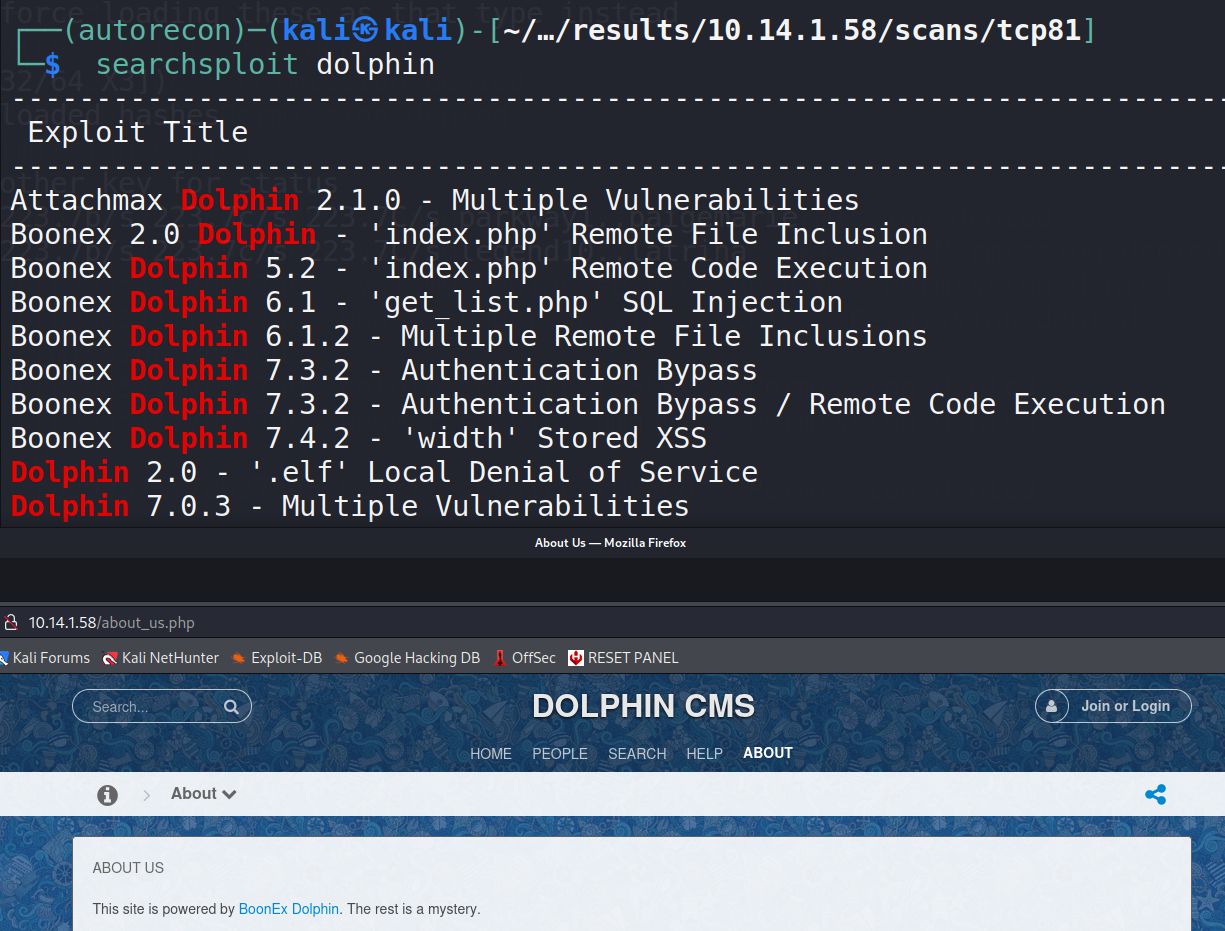 (autorecon)─(kali㉿kali)-[~/…/results/10.14.1.58/scans/tcp81]
$ searchsploit dolphin
Exploit Title
Attachmax Dolphin 2.1.0 - Multiple Vulnerabilities
Boonex 2.0 Dolphin - 'index.php' Remote File Inclusion
Boonex Dolphin 5.2 - 'index.php' Remote Code Execution
Boonex Dolphin 6.1 - 'get_list.php' SQL Injection
Boonex Dolphin 6.1.2 - Multiple Remote File Inclusions
Boonex Dolphin 7.3.2 - Authentication Bypass
Boonex Dolphin 7.3.2 - Authentication Bypass / Remote Code Execution
Boonex Dolphin 7.4.2 - 'width' Stored XSS
Dolphin 2.0 - '.elf' Local Denial of Service
Dolphin 7.0.3 - Multiple Vulnerabilities
About Us — Mozilla Firefox
10.14.1.58/about_us.php
Kali Forums Kali NetHunter Exploit-DB Google Hacking DB OffSec RESET PANEL
Search... DOLPHIN CMS Join or Login
HOME PEOPLE SEARCH HELP ABOUT
About
ABOUT US
This site is powered by BoonEx Dolphin. The rest is a mystery.